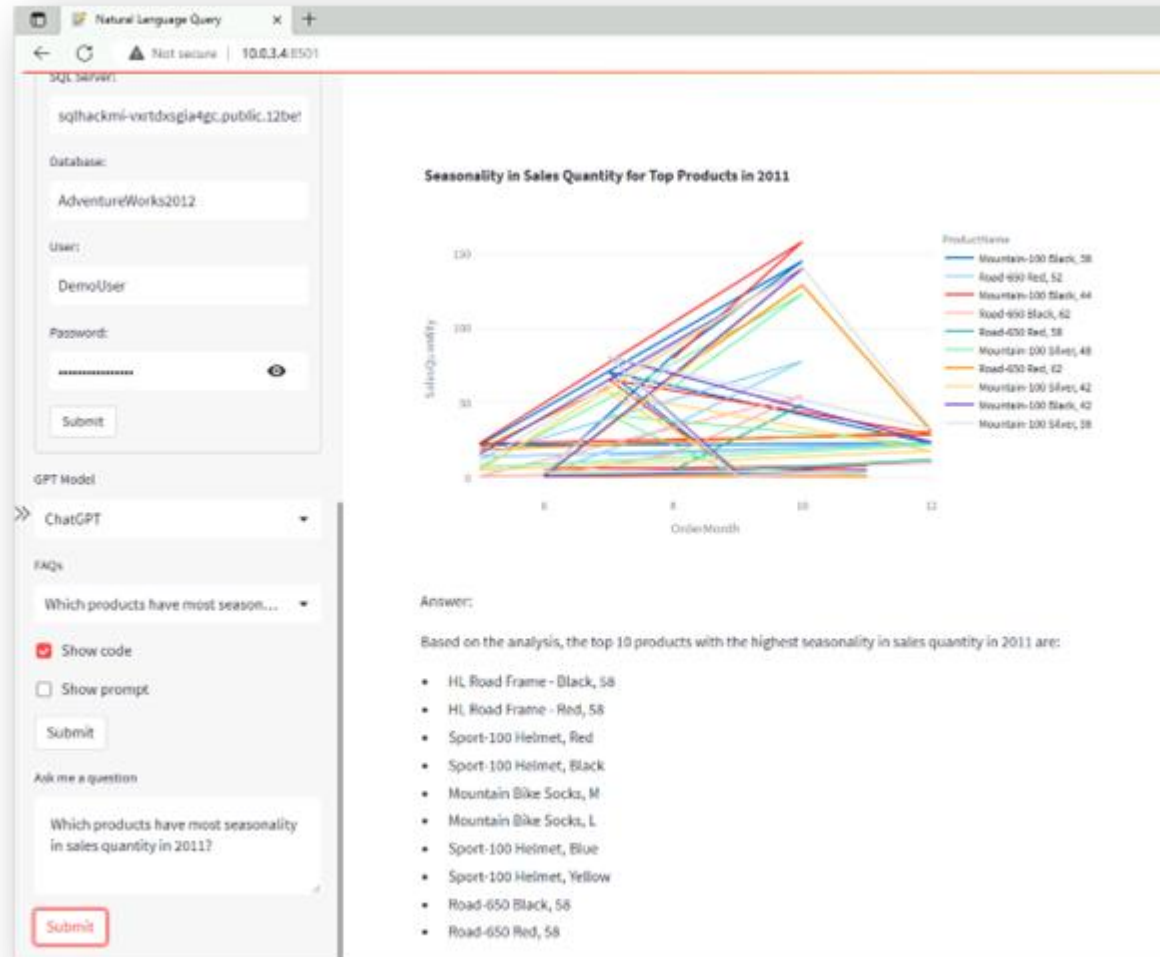 Natural Language Query
Not secure | 10.0.3.4:8501
SQL Server:
Database:
AdventureWorks2012
User:
DemoUser
Password:
Submit
GPT Model
ChatGPT
FAQs
Which products have most season...
Show code
Show prompt
Submit
Ask me a question
Which products have most seasonality
in sales quantity in 2011?
Submit
Seasonality in Sales Quantity for Top Products in 2011
150
100
50
0
SalesQuantity
6
8
10
12
OrderMonth
ProductName
Mountain-100 Black, 38
Road-650 Red, 52
Mountain-100 Black, 44
Road-650 Black, 62
Road-650 Red, 58
Mountain-100 Silver, 48
Road-650 Red, 62
Mountain-100 Silver, 42
Mountain-100 Black, 42
Mountain-100 Silver, 38
Answer:
Based on the analysis, the top 10 products with the highest seasonality in sales quantity in 2011 are:
• HL Road Frame - Black, 58
• HL Road Frame - Red, 58
• Sport-100 Helmet, Red
• Sport-100 Helmet, Black
• Mountain Bike Socks, M
• Mountain Bike Socks, L
• Sport-100 Helmet, Blue
• Sport-100 Helmet, Yellow
• Road-650 Black, 58
• Road-650 Red, 58